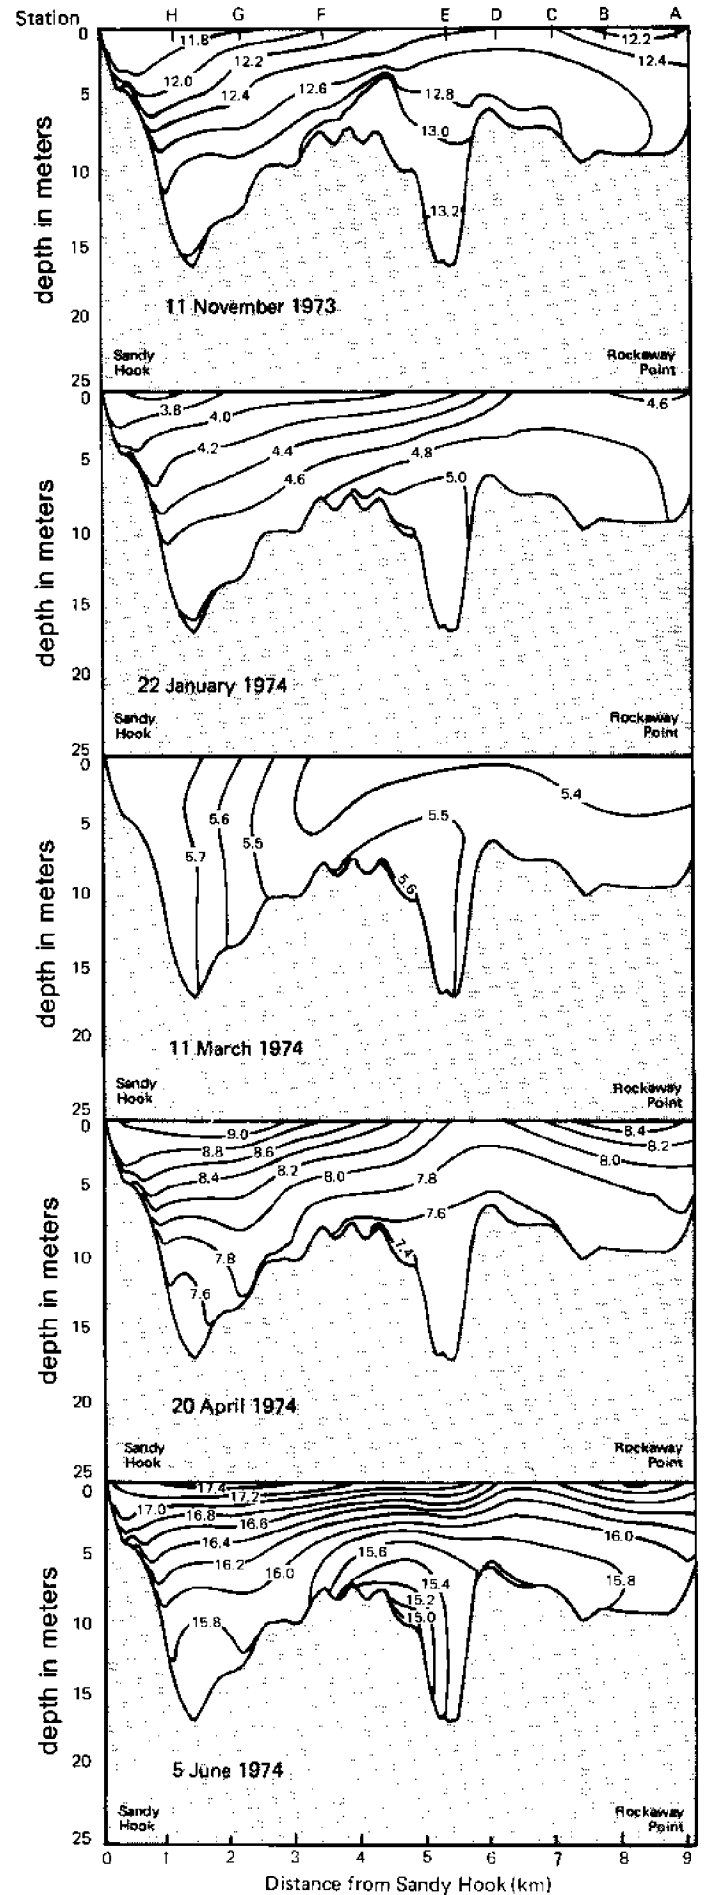 Station H G F E D C B A
0
11.8 12.2
12.0 12.2 12.4
5 12.4 12.6 12.8
13.0
10
13.2
15
11 November 1973
20
Sandy Hook Rockaway Point
25
depth in meters
0
3.8 4.0 4.6
4.2 4.4 4.8
5
4.6 5.0
10
15
20
22 January 1974
Sandy Hook Rockaway Point
25
depth in meters
0
5.4
5 5.6 5.5
5.7 5.5
5.6
10
15
20
11 March 1974
Sandy Hook Rockaway Point
25
depth in meters
0
9.0 8.4
8.8 8.6 8.2
8.4 8.2 8.0 7.8 8.0
5
7.6
10 7.8 7.4
7.6
15
20
20 April 1974
Sandy Hook Rockaway Point
25
depth in meters
0
17.4
17.2
17.0 16.8 16.6
16.4 16.0
5 16.2 16.0 15.6
15.4 15.8
15.2
10 15.8 15.0
15
20
5 June 1974
Sandy Hook Rockaway Point
25
depth in meters
0 1 2 3 4 5 6 7 8 9
Distance from Sandy Hook (km)